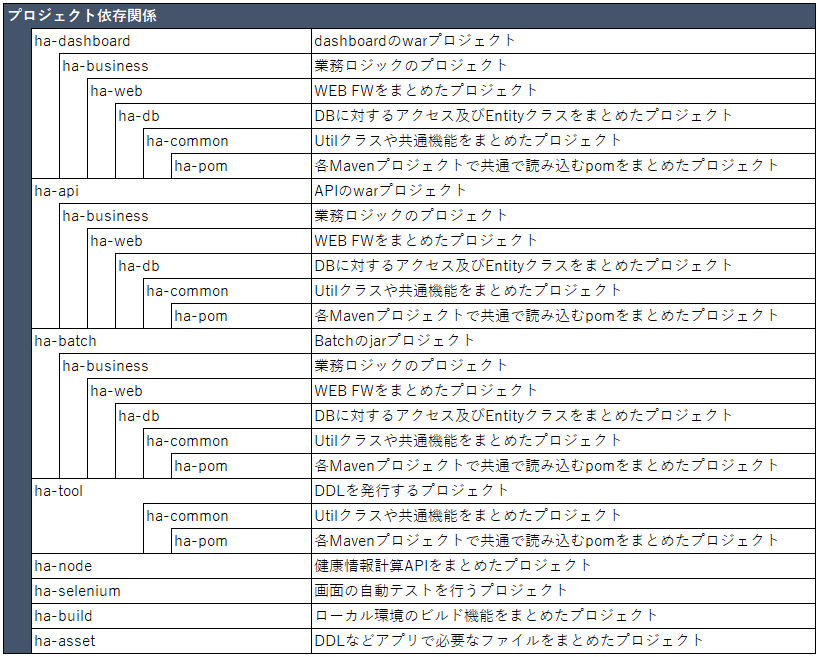 プロジェクト依存関係
ha-dashboard dashboardのwarプロジェクト
ha-business 業務ロジックのプロジェクト
ha-web WEB FWをまとめたプロジェクト
ha-db DBに対するアクセス及びEntityクラスをまとめたプロジェクト
ha-common Utilクラスや共通機能をまとめたプロジェクト
ha-pom 各Mavenプロジェクトで共通で読み込むpomをまとめたプロジェクト
ha-api APIのwarプロジェクト
ha-business 業務ロジックのプロジェクト
ha-web WEB FWをまとめたプロジェクト
ha-db DBに対するアクセス及びEntityクラスをまとめたプロジェクト
ha-common Utilクラスや共通機能をまとめたプロジェクト
ha-pom 各Mavenプロジェクトで共通で読み込むpomをまとめたプロジェクト
ha-batch Batchのjarプロジェクト
ha-business 業務ロジックのプロジェクト
ha-web WEB FWをまとめたプロジェクト
ha-db DBに対するアクセス及びEntityクラスをまとめたプロジェクト
ha-common Utilクラスや共通機能をまとめたプロジェクト
ha-pom 各Mavenプロジェクトで共通で読み込むpomをまとめたプロジェクト
ha-tool DDLを発行するプロジェクト
ha-common Utilクラスや共通機能をまとめたプロジェクト
ha-pom 各Mavenプロジェクトで共通で読み込むpomをまとめたプロジェクト
ha-node 健康情報計算APIをまとめたプロジェクト
ha-selenium 画面の自動テストを行うプロジェクト
ha-build ローカル環境のビルド機能をまとめたプロジェクト
ha-asset DDLなどアプリで必要なファイルをまとめたプロジェクト